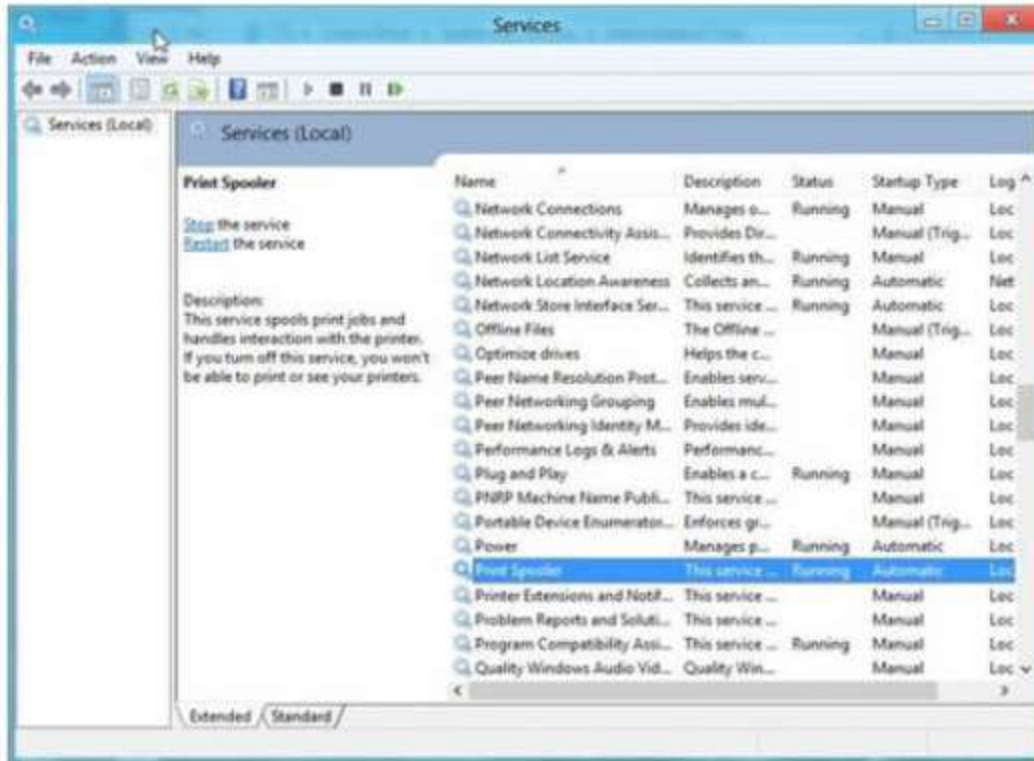 Services
File Action View Help
Services (Local)
Services (Local)
Print Spooler
Stop the service
Restart the service
Description:
This service spools print jobs and
handles interaction with the printer.
If you turn off this service, you won't
be able to print or see your printers.
Name Description Status Startup Type Log
Network Connections Manages o... Running Manual Loc
Network Connectivity Assis... Provides Dir... Manual (Trig... Loc
Network List Service Identifies th... Running Manual Loc
Network Location Awareness Collects an... Running Automatic Net
Network Store Interface Ser... This service ... Running Automatic Loc
Offline Files The Offline ... Manual (Trig... Loc
Optimize drives Helps the c... Manual Loc
Peer Name Resolution Prot... Enables serv... Manual Loc
Peer Networking Grouping Enables mul... Manual Loc
Peer Networking Identity M... Provides ide... Manual Loc
Performance Logs & Alerts Performanc... Manual Loc
Plug and Play Enables a c... Running Manual Loc
PNRP Machine Name Publi... This service ... Manual Loc
Portable Device Enumerator... Enforces gr... Manual (Trig... Loc
Power Manages p... Running Automatic Loc
Print Spooler This service ... Running Automatic Loc
Printer Extensions and Notif... This service ... Manual Loc
Problem Reports and Soluti... This service ... Manual Loc
Program Compatibility Assi... This service ... Running Manual Loc
Quality Windows Audio Vid... Quality Win... Manual Loc
Extended Standard